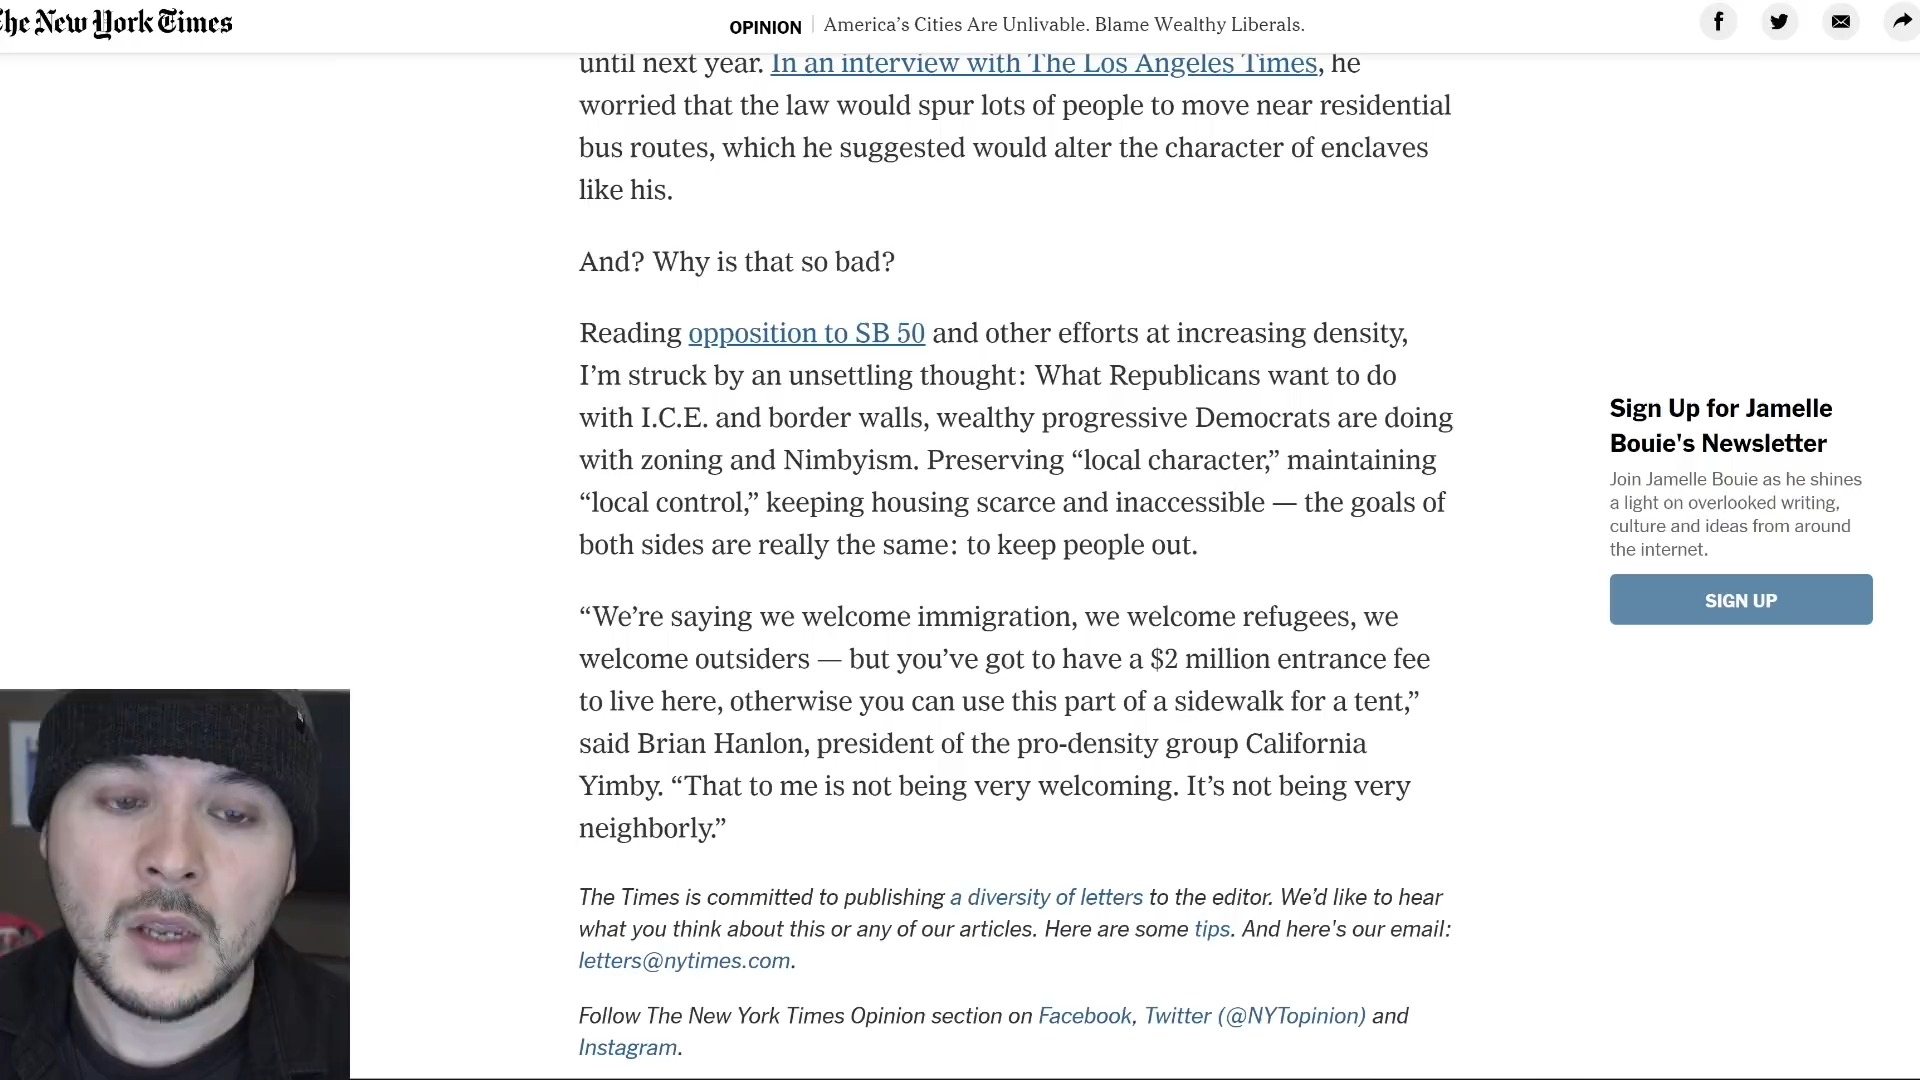 The New York Times
OPINION America’s Cities Are Unlivable. Blame Wealthy Liberals.
until next year. In an interview with The Los Angeles Times, he
worried that the law would spur lots of people to move near residential
bus routes, which he suggested would alter the character of enclaves
like his.
And? Why is that so bad?
Reading opposition to SB 50 and other efforts at increasing density,
I’m struck by an unsettling thought: What Republicans want to do
with I.C.E. and border walls, wealthy progressive Democrats are doing
with zoning and Nimbyism. Preserving “local character,” maintaining
“local control,” keeping housing scarce and inaccessible — the goals of
both sides are really the same: to keep people out.
“We’re saying we welcome immigration, we welcome refugees, we
welcome outsiders — but you’ve got to have a $2 million entrance fee
to live here, otherwise you can use this part of a sidewalk for a tent,”
said Brian Hanlon, president of the pro-density group California
Yimby. “That to me is not being very welcoming. It’s not being very
neighborly.”
The Times is committed to publishing a diversity of letters to the editor. We’d like to hear
what you think about this or any of our articles. Here are some tips. And here’s our email:
letters@nytimes.com.
Follow The New York Times Opinion section on Facebook, Twitter (@NYTopinion) and
Instagram.
Sign Up for Jamelle
Bouie's Newsletter
Join Jamelle Bouie as he shines
a light on overlooked writing,
culture and ideas from around
the internet.
SIGN UP